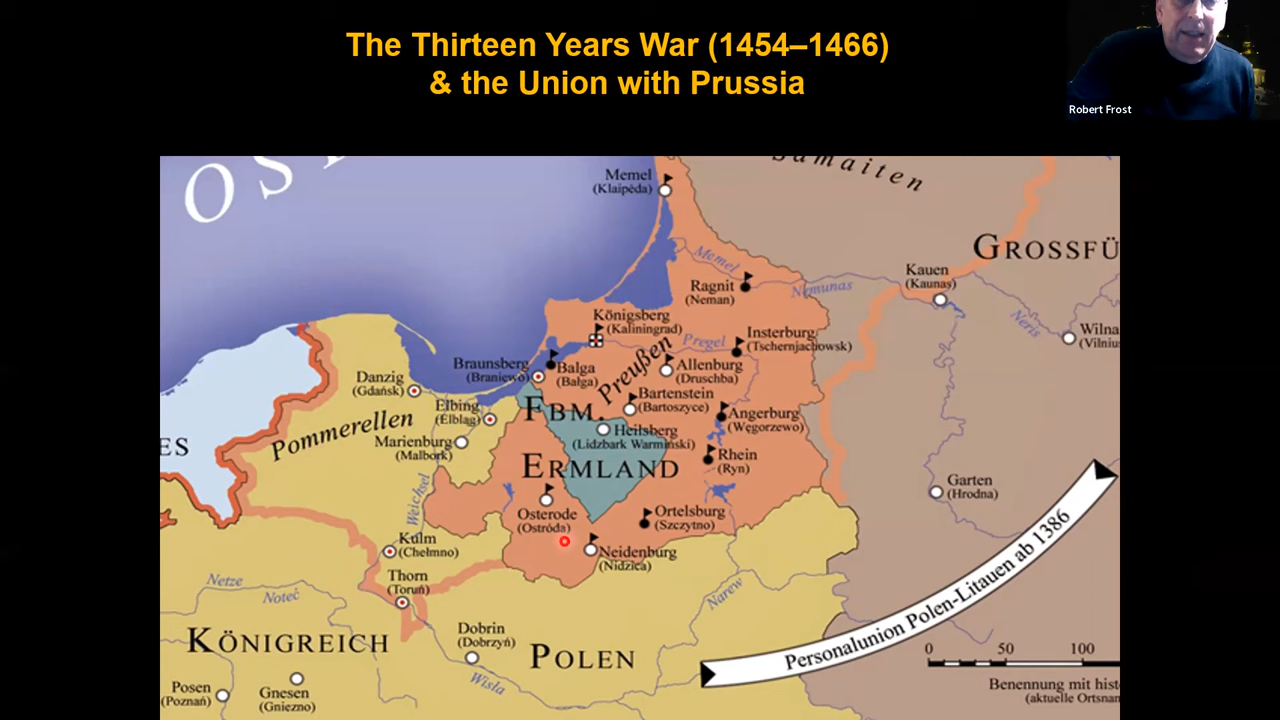 The Thirteen Years War (1454–1466)
& the Union with Prussia
Robert Frost
OS
Samaiten
Memel
(Klaipėda)
GROSSFÜ
Memel
Ragnit
(Neman)
Nemunas
Kauen
(Kaunas)
Neris
Wilna
(Vilnius
Königsberg
(Kaliningrad)
Pregel
Insterburg
(Tschernjachowsk)
Preußen
Braunsberg
(Braniewo)
Balga
(Bałga)
Allenburg
(Druschba)
Danzig
(Gdańsk)
Elbing
(Elbląg)
FBM.
Bartenstein
(Bartoszyce)
Angerburg
(Węgorzewo)
Pommerellen
Marienburg
(Malbork)
Heilsberg
(Lidzbark Warmiński)
ES
ERMLAND
Rhein
(Ryn)
Weichsel
Garten
(Hrodna)
Osterode
(Ostróda)
Ortelsburg
(Szczytno)
Kulm
(Chełmno)
Neidenburg
(Nidzica)
Thorn
(Toruń)
Netze
Noteć
Narew
Personalunion Polen-Litauen ab 1386
KÖNIGREICH
Dobrin
(Dobrzyń)
POLEN
Wisła
Posen
(Poznań)
Gnesen
(Gniezno)
0 50 100
Benennung mit hist
(aktuelle Ortsnan